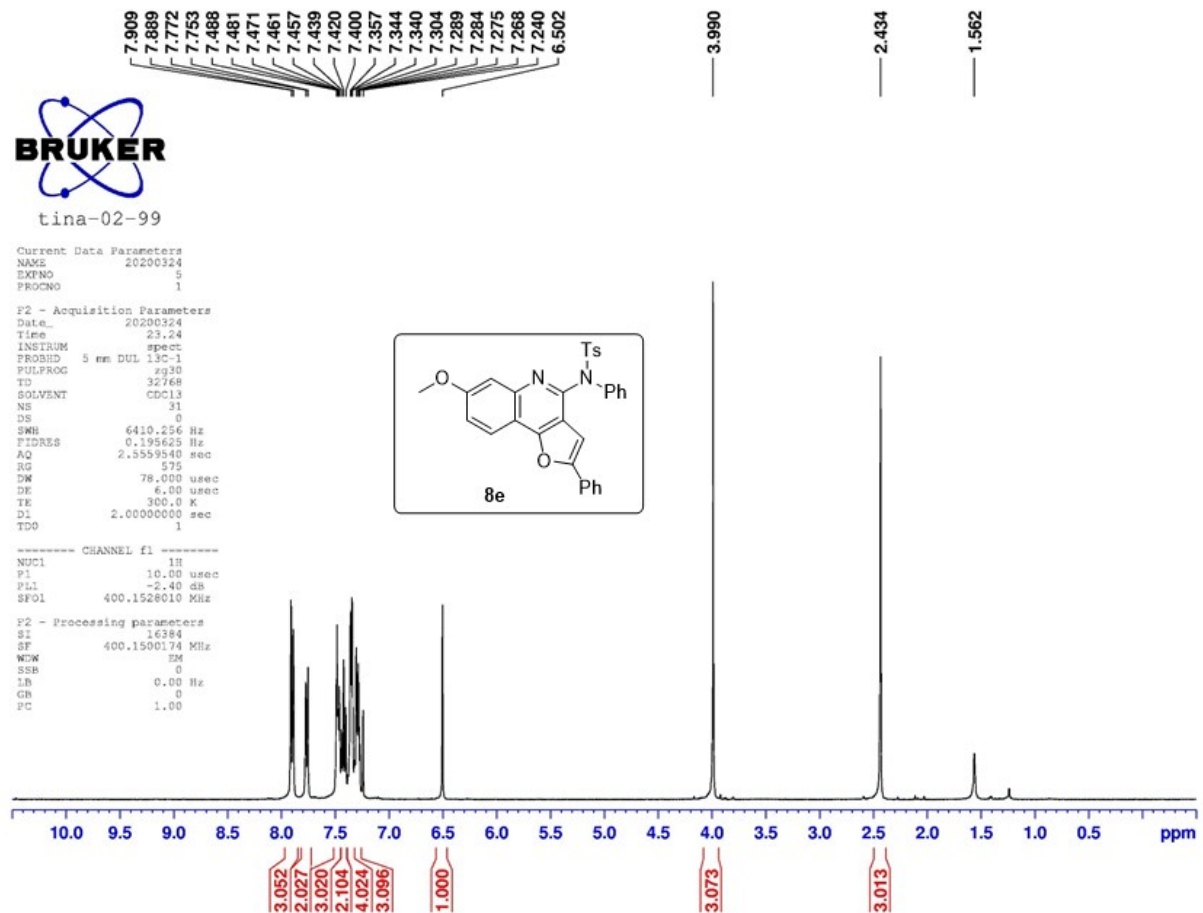 7.909
7.889
7.772
7.753
7.488
7.481
7.471
7.461
7.457
7.439
7.420
7.400
7.357
7.344
7.340
7.304
7.289
7.284
7.275
7.268
7.240
6.502
3.990
2.434
1.562
BRUKER
tina-02-99
Current Data Parameters
NAME 20200324
EXPNO 5
PROCNO 1
F2 - Acquisition Parameters
Date_ 20200324
Time 23.24
INSTRUM spect
PROBHD 5 mm DUL 13C-1
PULPROG zg30
TD 32768
SOLVENT CDCl3
NS 31
DS 0
SWH 6410.256 Hz
FIDRES 0.195625 Hz
AQ 2.5559540 sec
RG 575
DW 78.000 usec
DE 6.00 usec
TE 300.0 K
D1 2.00000000 sec
TD0 1
======== CHANNEL f1 ========
NUC1 1H
P1 10.00 usec
PL1 -2.40 dB
SFO1 400.1528010 MHz
F2 - Processing parameters
SI 16384
SF 400.1500174 MHz
WDW EM
SSB 0
LB 0.00 Hz
GB 0
PC 1.00
Ts
O N N Ph
O
Ph
8e
10.0 9.5 9.0 8.5 8.0 7.5 7.0 6.5 6.0 5.5 5.0 4.5 4.0 3.5 3.0 2.5 2.0 1.5 1.0 0.5 ppm
3.052
2.027
3.020
2.104
4.024
3.096
1.000
3.073
3.013